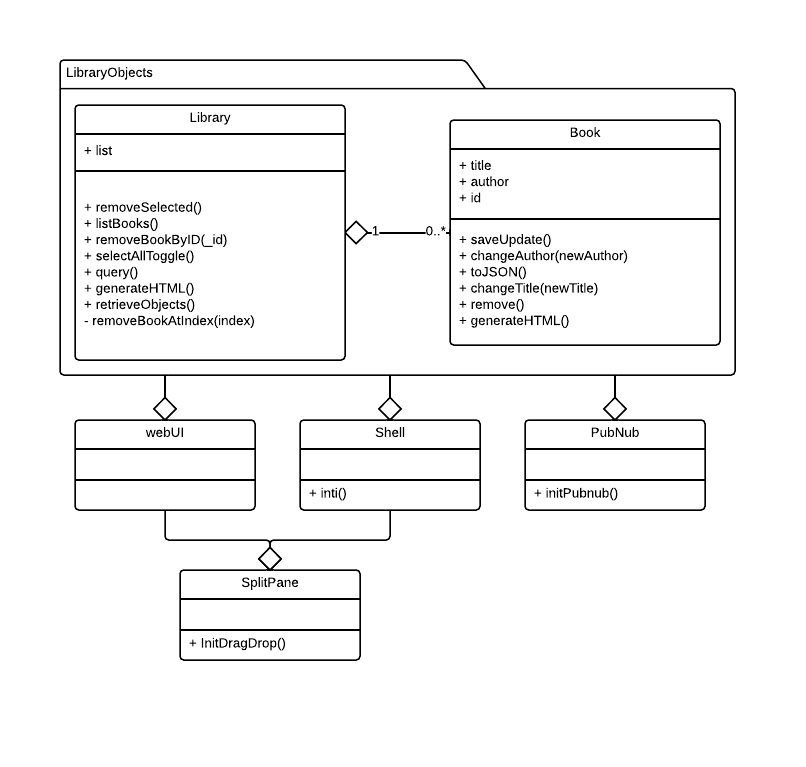 LibraryObjects
Library
+ list
+ removeSelected()
+ listBooks()
+ removeBookByID(_id)
+ selectAllToggle()
+ query()
+ generateHTML()
+ retrieveObjects()
- removeBookAtIndex(index)
1
0..*
Book
+ title
+ author
+ id
+ saveUpdate()
+ changeAuthor(newAuthor)
+ toJSON()
+ changeTitle(newTitle)
+ remove()
+ generateHTML()
webUI
Shell
+ inti()
PubNub
+ initPubnub()
SplitPane
+ InitDragDrop()